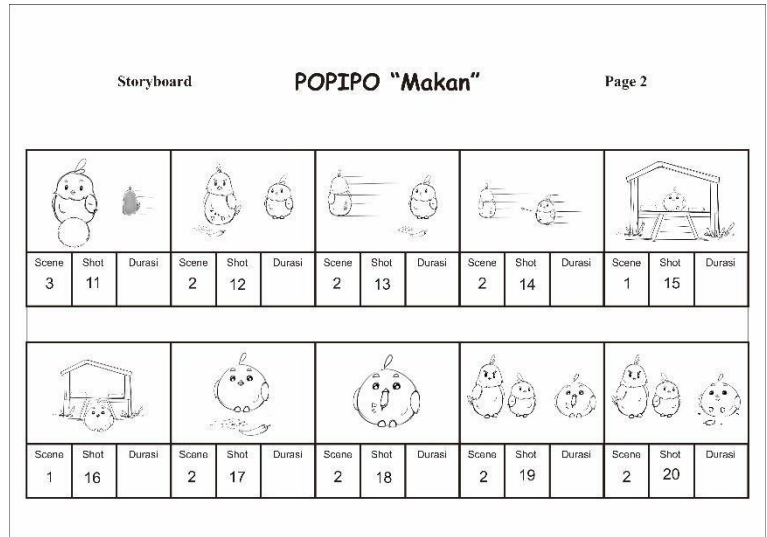 Storyboard POPIPO "Makan" Page 2
Scene Shot Durasi Scene Shot Durasi Scene Shot Durasi Scene Shot Durasi Scene Shot Durasi
3 11 2 12 2 13 2 14 1 15
Scene Shot Durasi Scene Shot Durasi Scene Shot Durasi Scene Shot Durasi Scene Shot Durasi
1 16 2 17 2 18 2 19 2 20